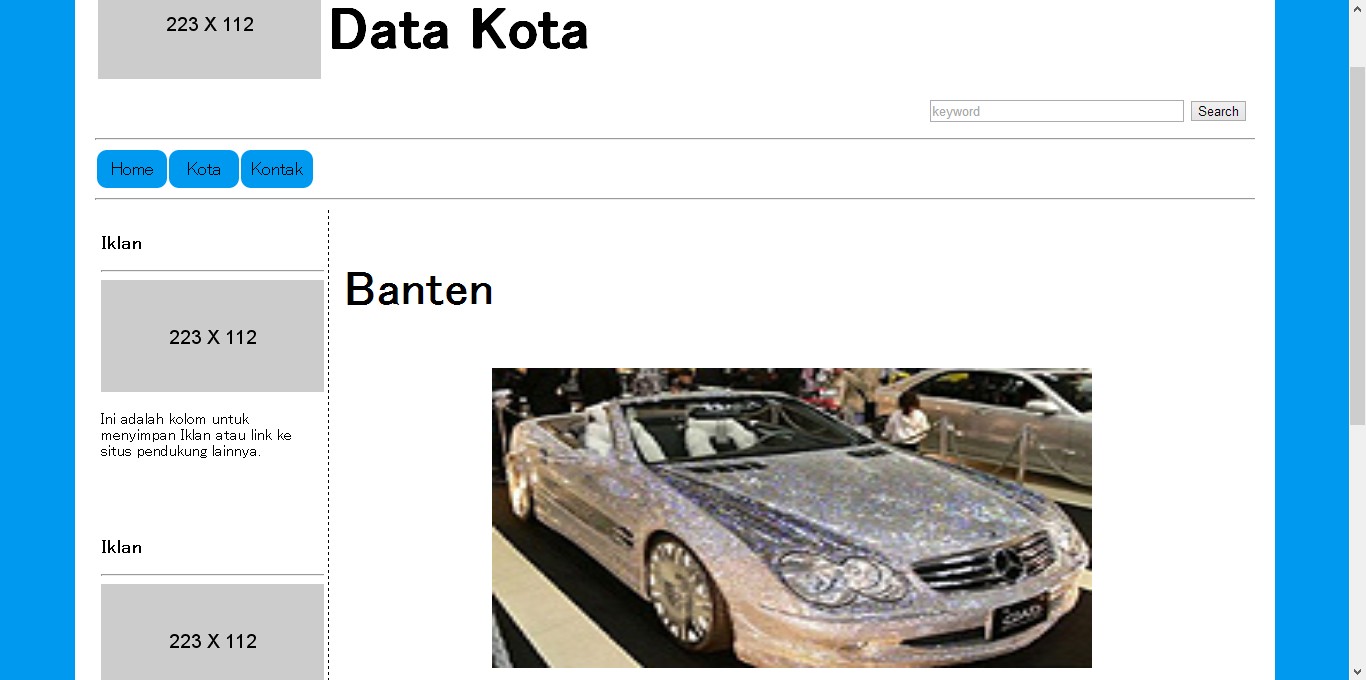 223 X 112
Data Kota
keyword
Search
Home
Kota
Kontak
Iklan
223 X 112
Ini adalah kolom untuk
menyimpan Iklan atau link ke
situs pendukung lainnya.
Iklan
223 X 112
Banten